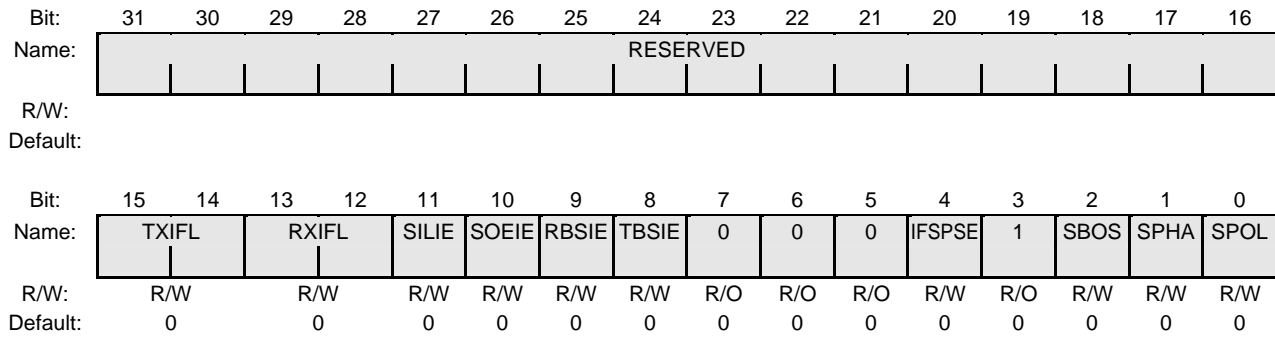 Bit: 31 30 29 28 27 26 25 24 23 22 21 20 19 18 17 16
Name: RESERVED
R/W:
Default:
Bit: 15 14 13 12 11 10 9 8 7 6 5 4 3 2 1 0
Name: TXIFL RXIFL SILIE SOEIE RBSIE TBSIE 0 0 0 IFSPSE 1 SBOS SPHA SPOL
R/W: R/W R/W R/W R/W R/W R/W R/O R/O R/O R/W R/O R/W R/W R/W
Default: 0 0 0 0 0 0 0 0 0 0 0 0 0 0